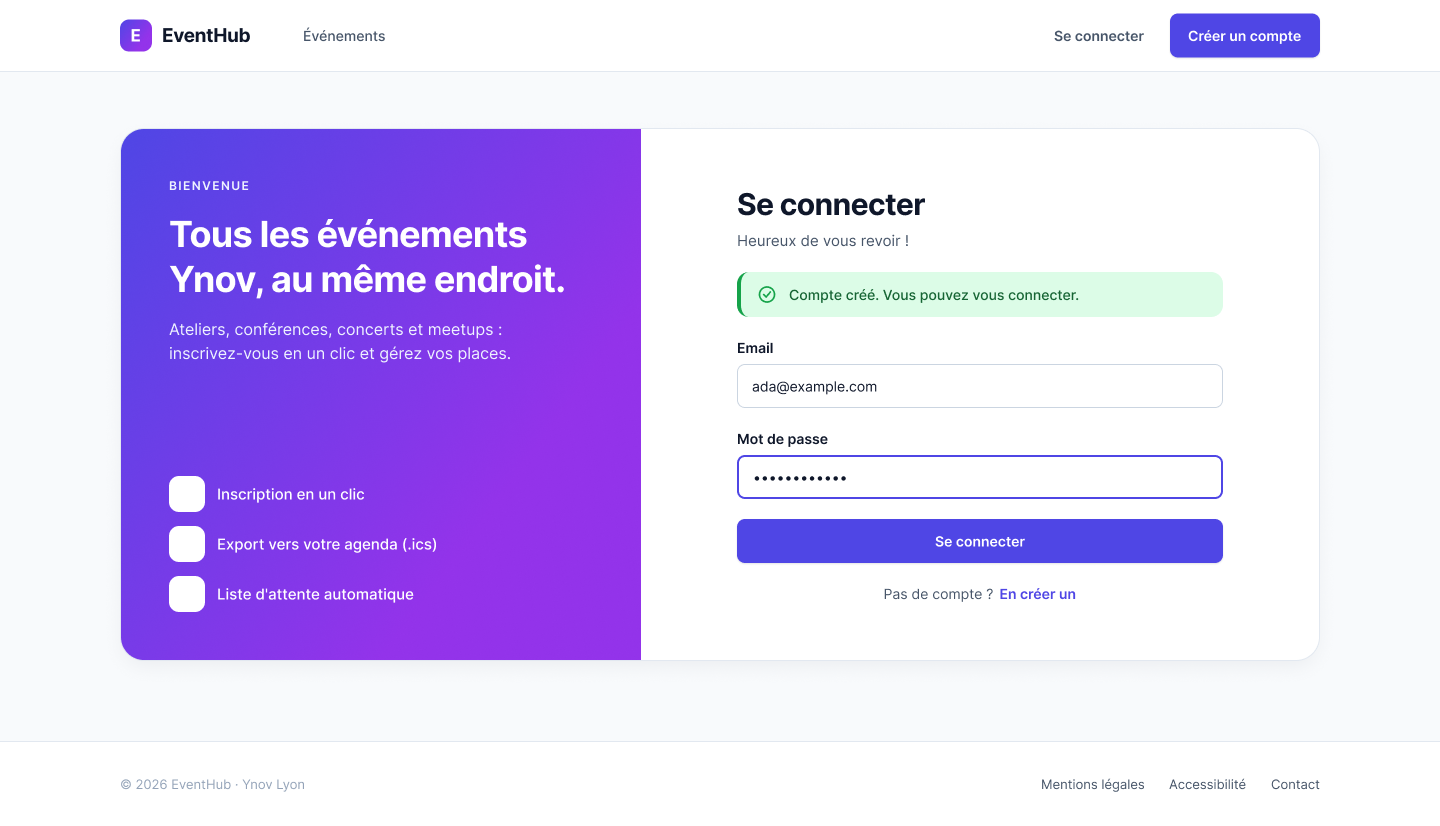 E EventHub
Événements
Se connecter
Créer un compte
BIENVENUE
Tous les événements
Ynov, au même endroit.
Ateliers, conférences, concerts et meetups :
inscrivez-vous en un clic et gérez vos places.
Inscription en un clic
Export vers votre agenda (.ics)
Liste d'attente automatique
Se connecter
Heureux de vous revoir !
Compte créé. Vous pouvez vous connecter.
Email
ada@example.com
Mot de passe
••••••••••••
Se connecter
Pas de compte ? En créer un
© 2026 EventHub · Ynov Lyon
Mentions légales
Accessibilité
Contact